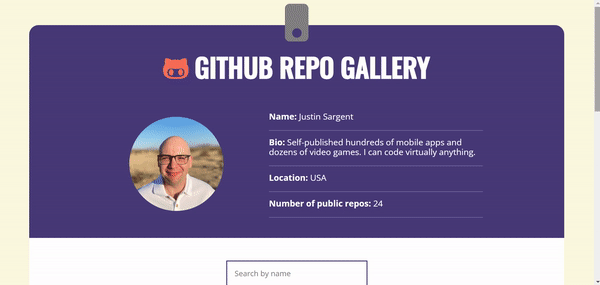 GITHUB REPO GALLERY
Name: Justin Sargent
Bio: Self-published hundreds of mobile apps and
dozens of video games. I can code virtually anything.
Location: USA
Number of public repos: 24
Search by name